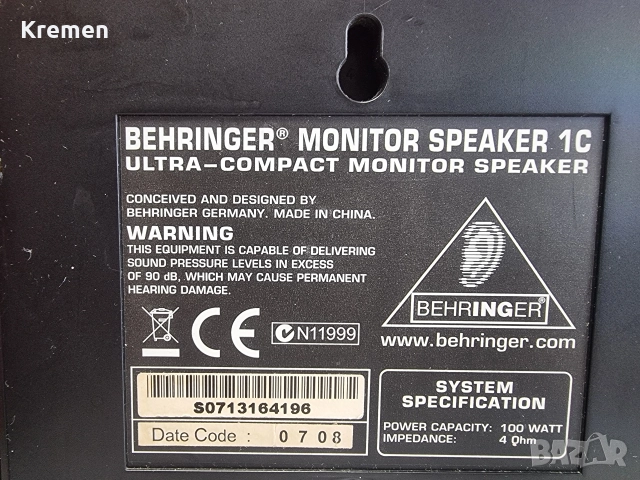 Kremen
BEHRINGER® MONITOR SPEAKER 1C
ULTRA-COMPACT MONITOR SPEAKER
CONCEIVED AND DESIGNED BY
BEHRINGER GERMANY. MADE IN CHINA.
WARNING
THIS EQUIPMENT IS CAPABLE OF DELIVERING
SOUND PRESSURE LEVELS IN EXCESS
OF 90 dB, WHICH MAY CAUSE PERMANENT
HEARING DAMAGE.
BEHRINGER®
CE
N11999
www.behringer.com
S0713164196
Date Code : 0708
SYSTEM
SPECIFICATION
POWER CAPACITY: 100 WATT
IMPEDANCE: 4 Ohm
BAZAR